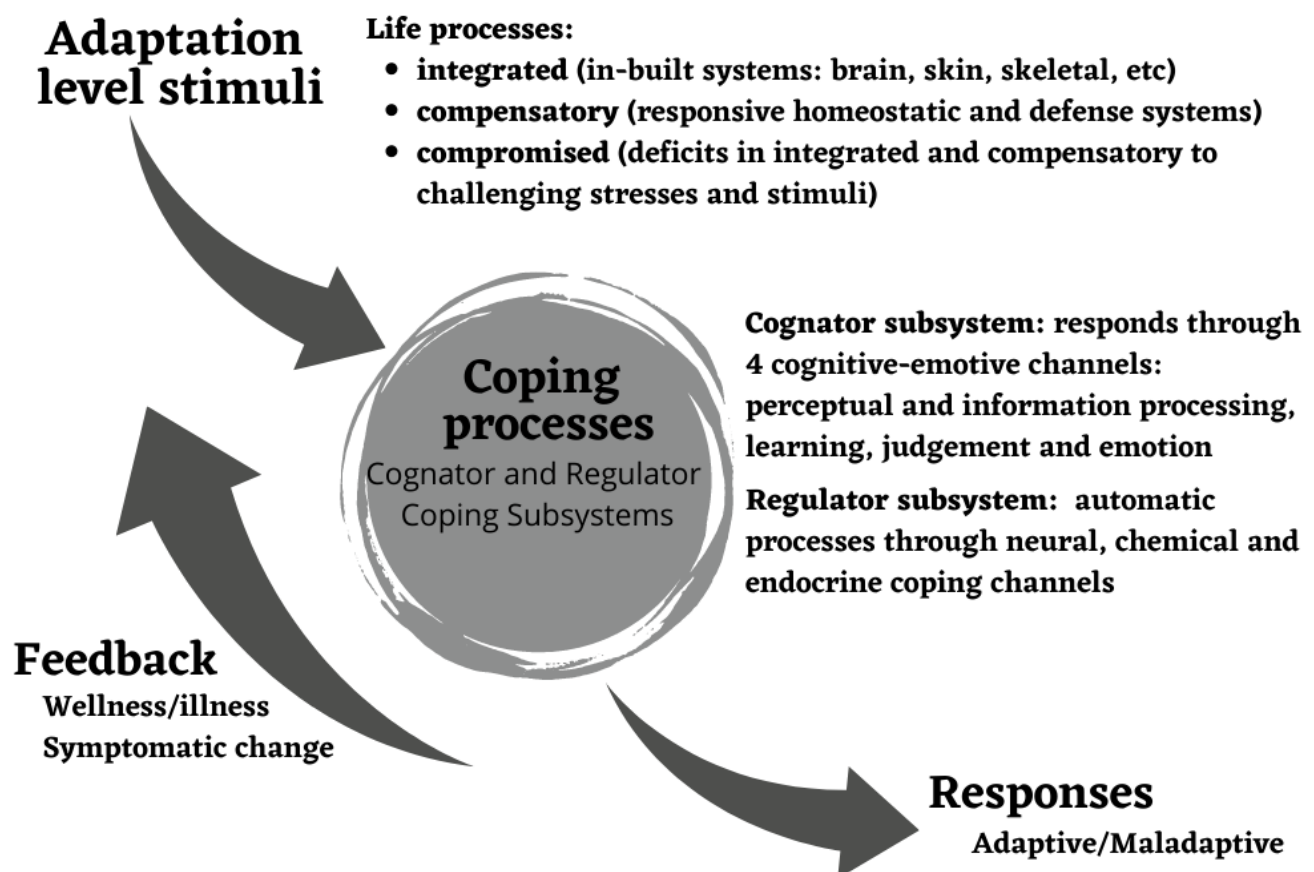 Adaptation
level stimuli
Life processes:
• integrated (in-built systems: brain, skin, skeletal, etc)
• compensatory (responsive homeostatic and defense systems)
• compromised (deficits in integrated and compensatory to
challenging stresses and stimuli)
Coping
processes
Cognator and Regulator
Coping Subsystems
Cognator subsystem: responds through
4 cognitive-emotive channels:
perceptual and information processing,
learning, judgement and emotion
Regulator subsystem: automatic
processes through neural, chemical and
endocrine coping channels
Feedback
Wellness/illness
Symptomatic change
Responses
Adaptive/Maladaptive